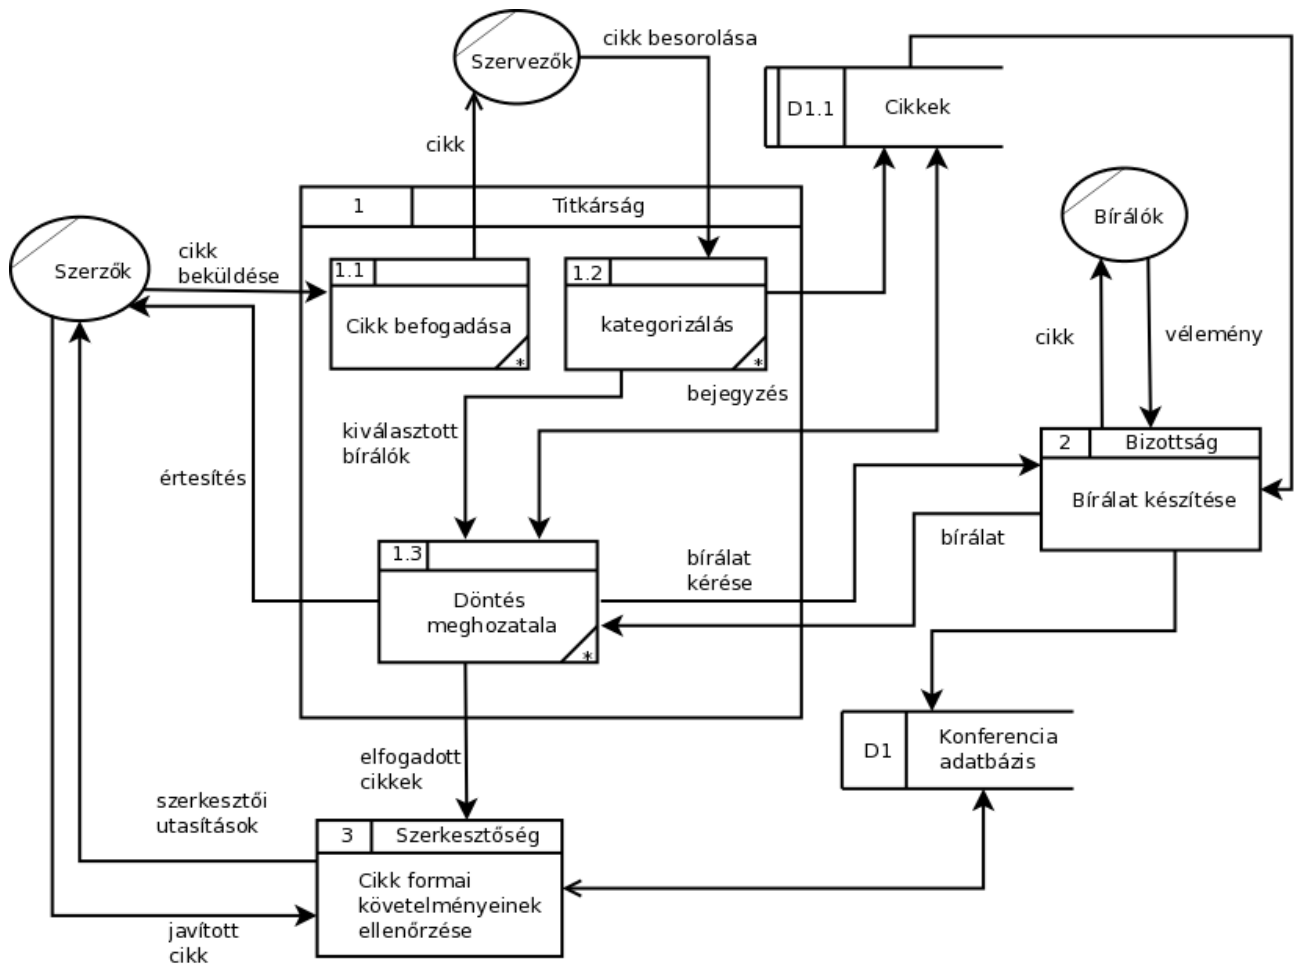 Szervezők
cikk besorolása
D1.1
Cikkek
cikk
1
Titkárság
Bírálók
Szerzők
cikk
beküldése
1.1
Cikk befogadása
*
1.2
kategorizálás
*
cikk
vélemény
bejegyzés
kiválasztott
bírálók
értesítés
2
Bizottság
Bírálat készítése
bírálat
bírálat
kérése
1.3
Döntés
meghozatala
*
D1
Konferencia
adatbázis
elfogadott
cikkek
szerkesztői
utasítások
3
Szerkesztőség
Cikk formai
követelményeinek
ellenőrzése
javított
cikk